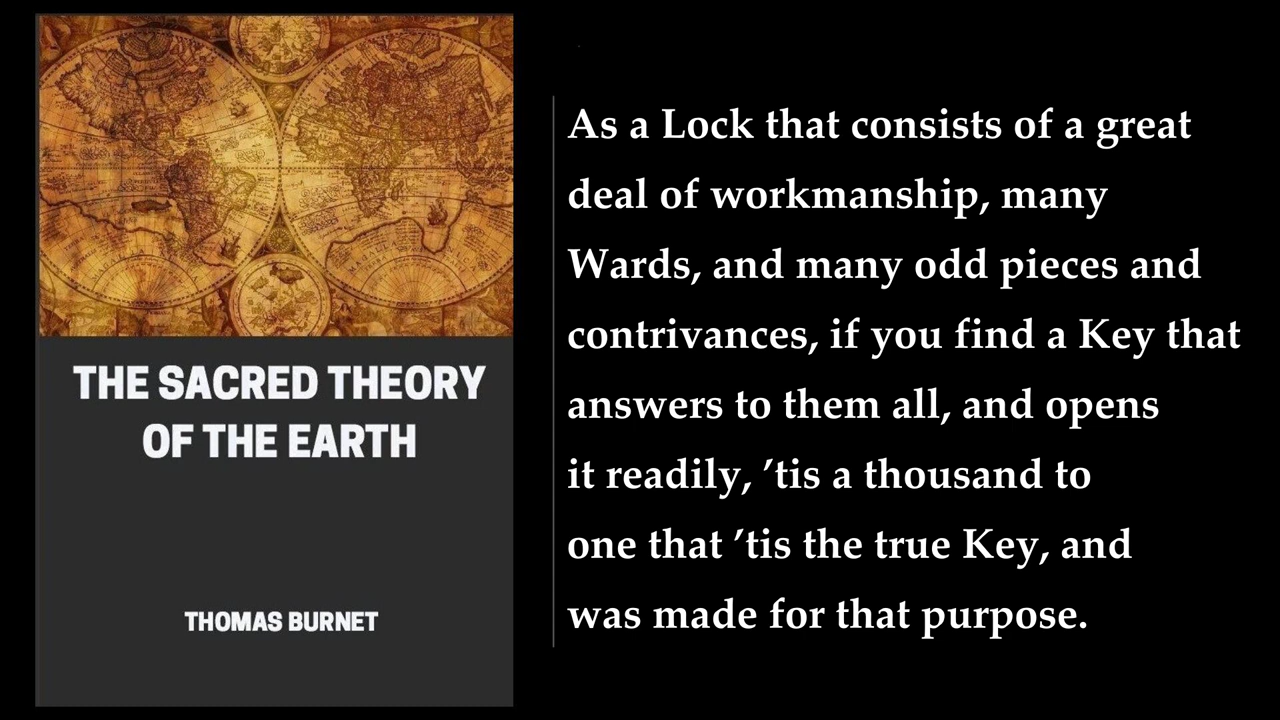 THE SACRED THEORY
OF THE EARTH
THOMAS BURNET
As a Lock that consists of a great
deal of workmanship, many
Wards, and many odd pieces and
contrivances, if you find a Key that
answers to them all, and opens
it readily, ’tis a thousand to
one that ’tis the true Key, and
was made for that purpose.